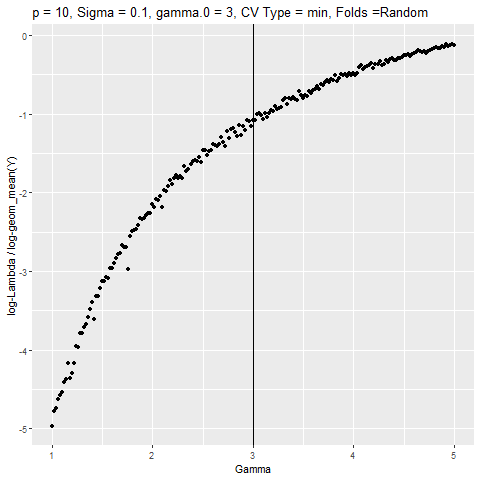 p = 10, Sigma = 0.1, gamma.0 = 3, CV Type = min, Folds =Random
log-Lambda / log-geom_mean(Y)
0
-1
-2
-3
-4
-5
1 2 3 4 5
Gamma